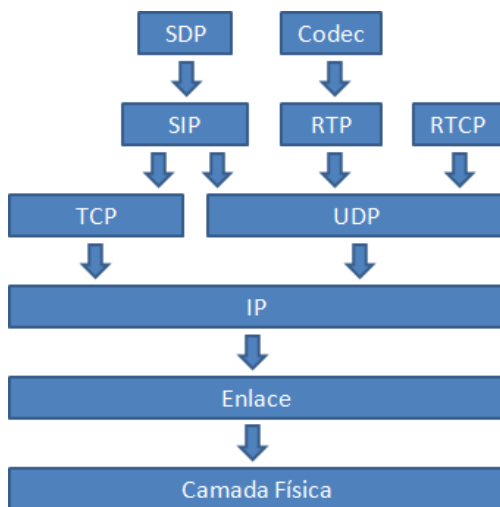 SDP
Codec
SIP
RTP
RTCP
TCP
UDP
IP
Enlace
Camada Física